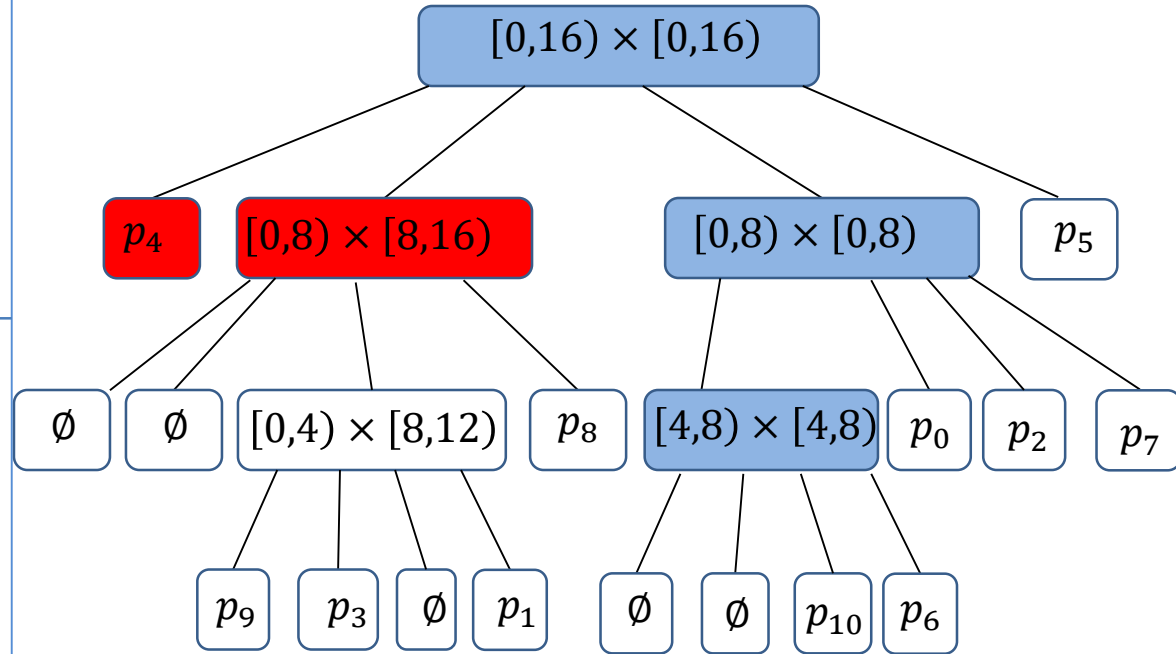 [0,16) × [0,16)
p₄ [0,8) × [8,16) [0,8) × [0,8) p₅
∅ ∅ [0,4) × [8,12) p₈ [4,8) × [4,8) p₀ p₂ p₇
p₉ p₃ ∅ p₁ ∅ ∅ p₁₀ p₆